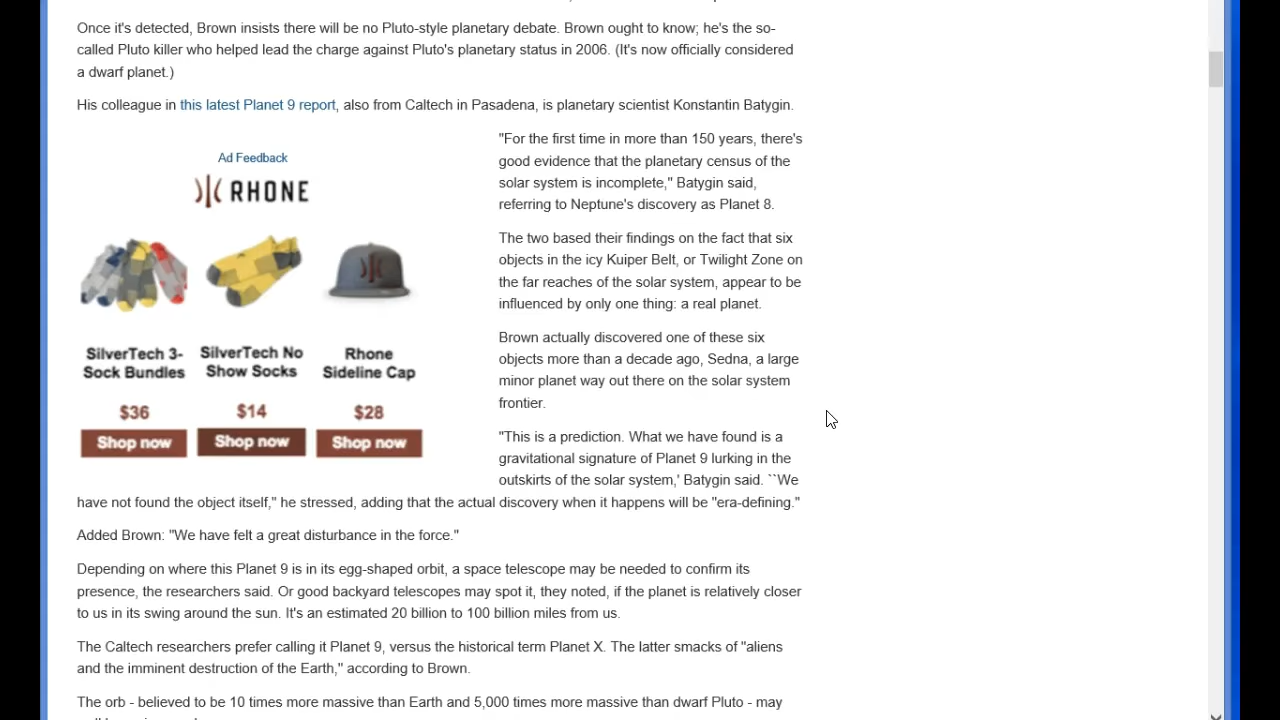 Once it's detected, Brown insists there will be no Pluto-style planetary debate. Brown ought to know; he's the so-
called Pluto killer who helped lead the charge against Pluto's planetary status in 2006. (It's now officially considered
a dwarf planet.)
His colleague in this latest Planet 9 report, also from Caltech in Pasadena, is planetary scientist Konstantin Batygin.
Ad Feedback
RHONE
SilverTech 3-
Sock Bundles
$36
Shop now
SilverTech No
Show Socks
$14
Shop now
Rhone
Sideline Cap
$28
Shop now
"For the first time in more than 150 years, there's
good evidence that the planetary census of the
solar system is incomplete," Batygin said,
referring to Neptune's discovery as Planet 8.
The two based their findings on the fact that six
objects in the icy Kuiper Belt, or Twilight Zone on
the far reaches of the solar system, appear to be
influenced by only one thing: a real planet.
Brown actually discovered one of these six
objects more than a decade ago, Sedna, a large
minor planet way out there on the solar system
frontier.
"This is a prediction. What we have found is a
gravitational signature of Planet 9 lurking in the
outskirts of the solar system,' Batygin said. ``We
have not found the object itself," he stressed, adding that the actual discovery when it happens will be "era-defining."
Added Brown: "We have felt a great disturbance in the force."
Depending on where this Planet 9 is in its egg-shaped orbit, a space telescope may be needed to confirm its
presence, the researchers said. Or good backyard telescopes may spot it, they noted, if the planet is relatively closer
to us in its swing around the sun. It's an estimated 20 billion to 100 billion miles from us.
The Caltech researchers prefer calling it Planet 9, versus the historical term Planet X. The latter smacks of "aliens
and the imminent destruction of the Earth," according to Brown.
The orb - believed to be 10 times more massive than Earth and 5,000 times more massive than dwarf Pluto - may